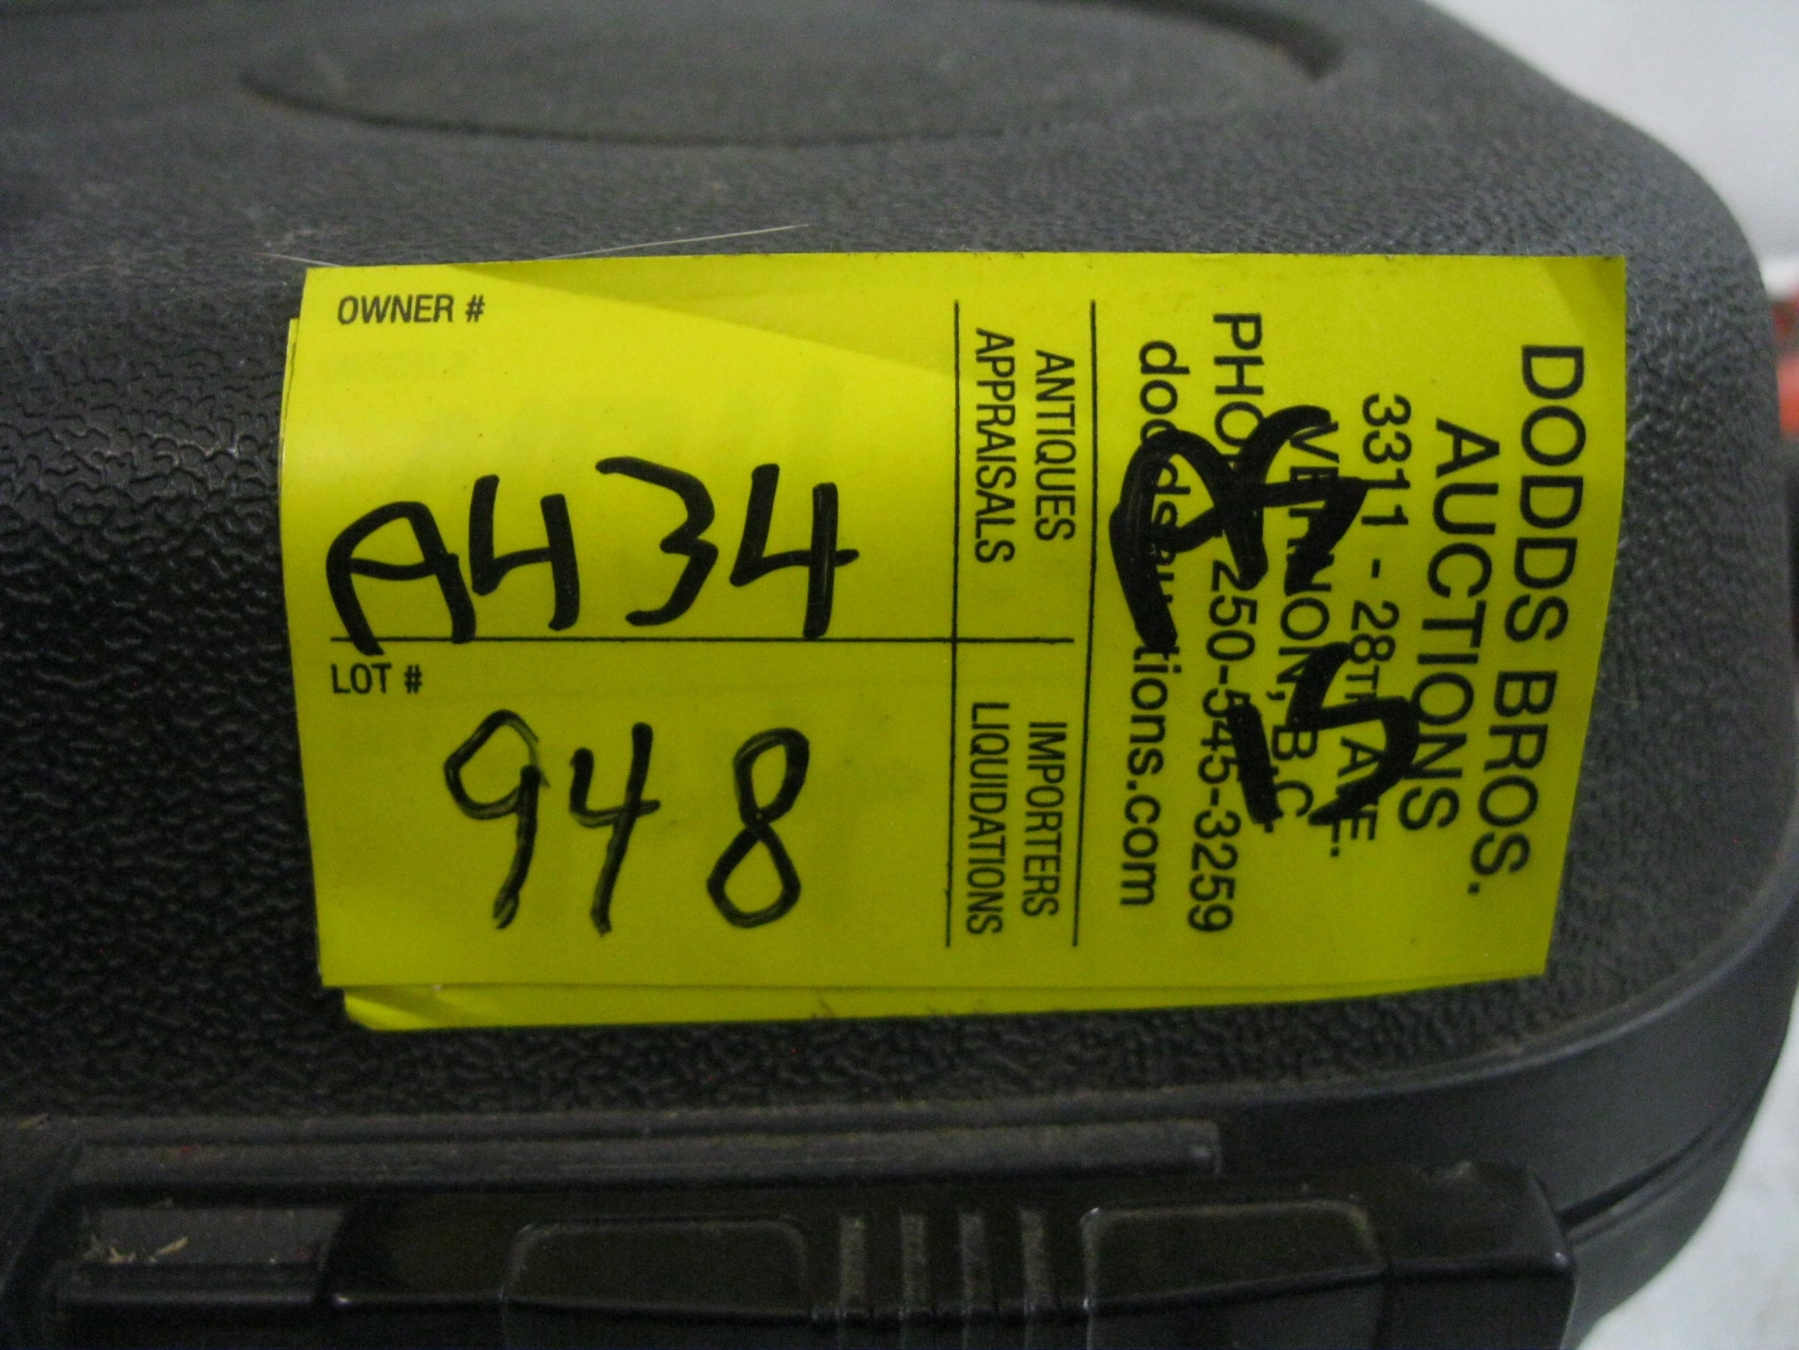 OWNER #
A434
LOT #
948
ANTIQUES
APPRAISALS
IMPORTERS
LIQUIDATIONS
DODDS BROS.
AUCTIONS
3311 - 28TH AVE.
VERNON, B.C.
PHONE 250-545-3259
doddsauctions.com